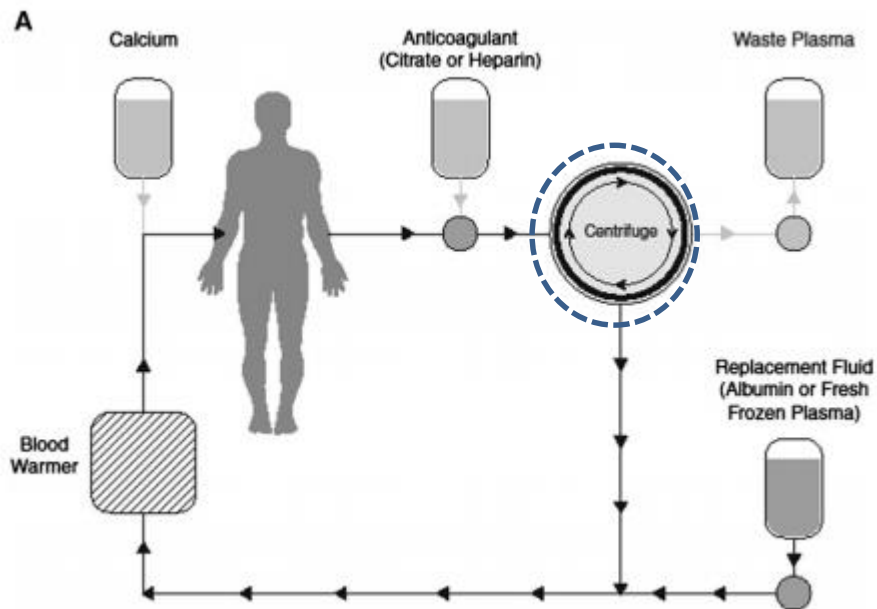 A
Calcium
Anticoagulant
(Citrate or Heparin)
Waste Plasma
Centrifuge
Replacement Fluid
(Albumin or Fresh
Frozen Plasma)
Blood
Warmer